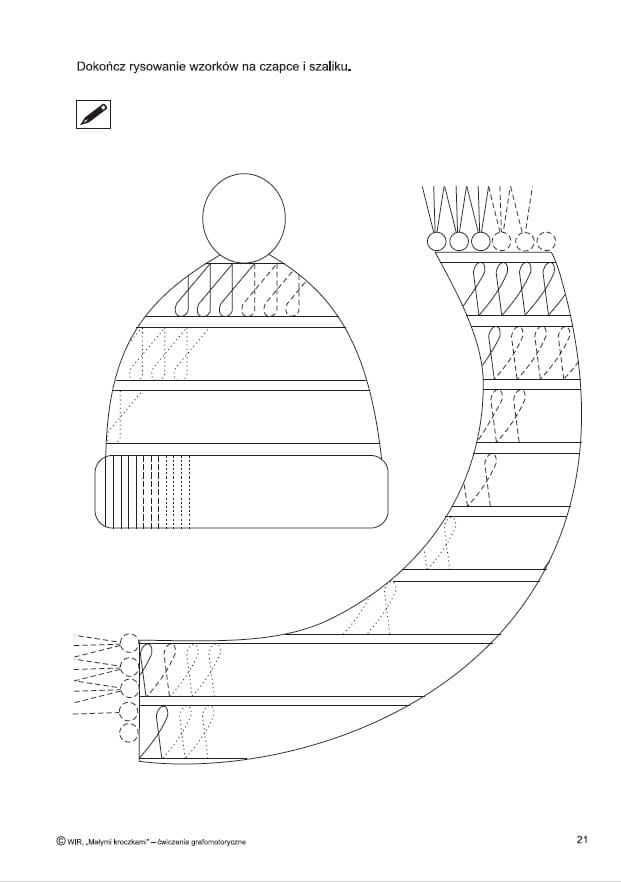 Dokończ rysowanie wzorków na czapce i szaliku.
© WIR, „Małymi kroczkami” – ćwiczenia grafomotoryczne
21